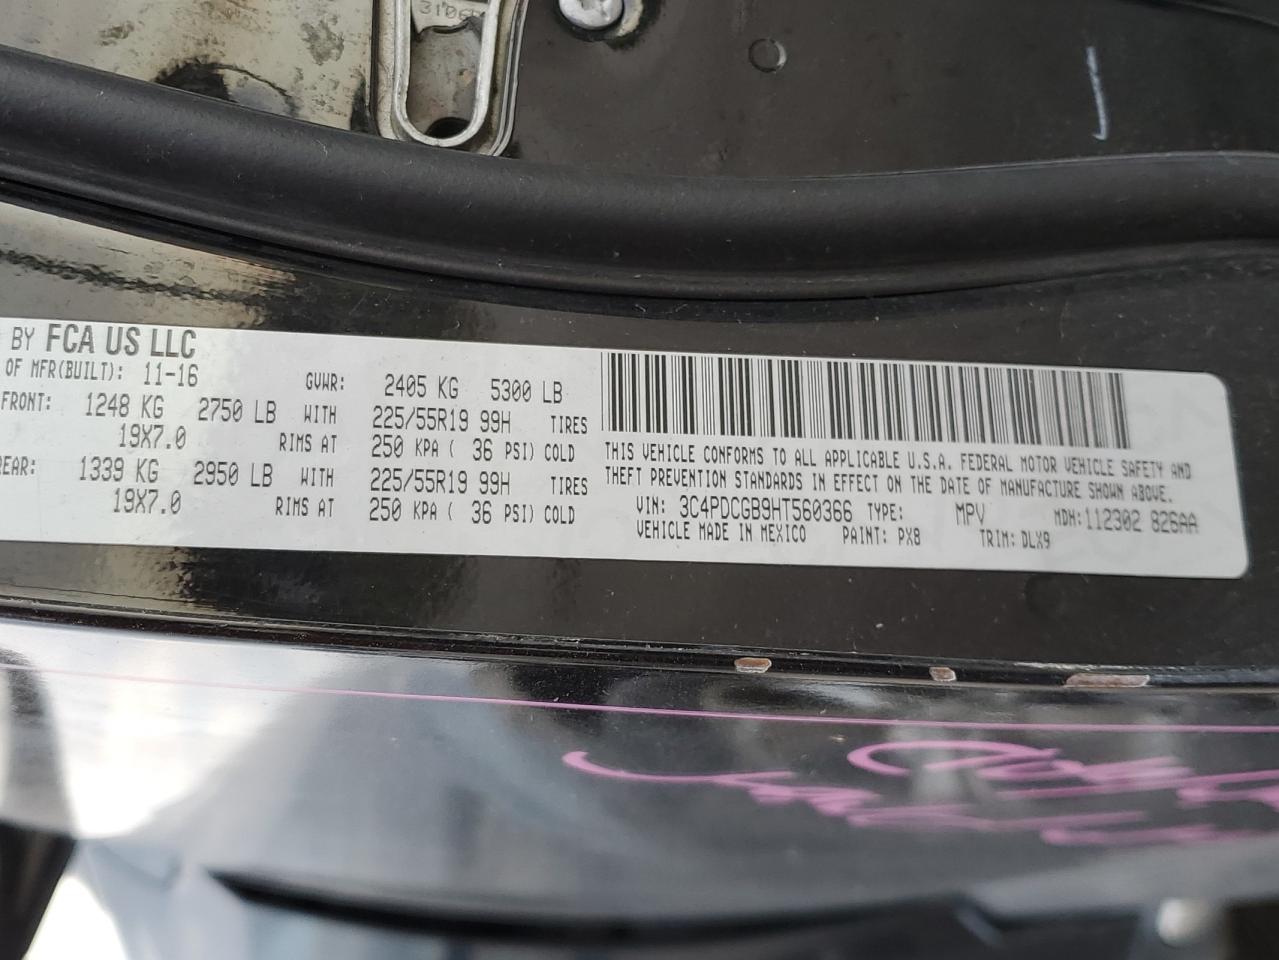 BY FCA US LLC
OF MFR(BUILT): 11-16 GVWR: 2405 KG 5300 LB
FRONT: 1248 KG 2750 LB WITH 225/55R19 99H TIRES
19X7.0 RIMS AT 250 KPA ( 36 PSI) COLD
REAR: 1339 KG 2950 LB WITH 225/55R19 99H TIRES
19X7.0 RIMS AT 250 KPA ( 36 PSI) COLD
THIS VEHICLE CONFORMS TO ALL APPLICABLE U.S.A. FEDERAL MOTOR VEHICLE SAFETY AND
THEFT PREVENTION STANDARDS IN EFFECT ON THE DATE OF MANUFACTURE SHOWN ABOVE.
VIN: 3C4PDCGB9HT560366 TYPE: MPV MDH: 112302 826AA
VEHICLE MADE IN MEXICO PAINT: PX8 TRIM: DLX9